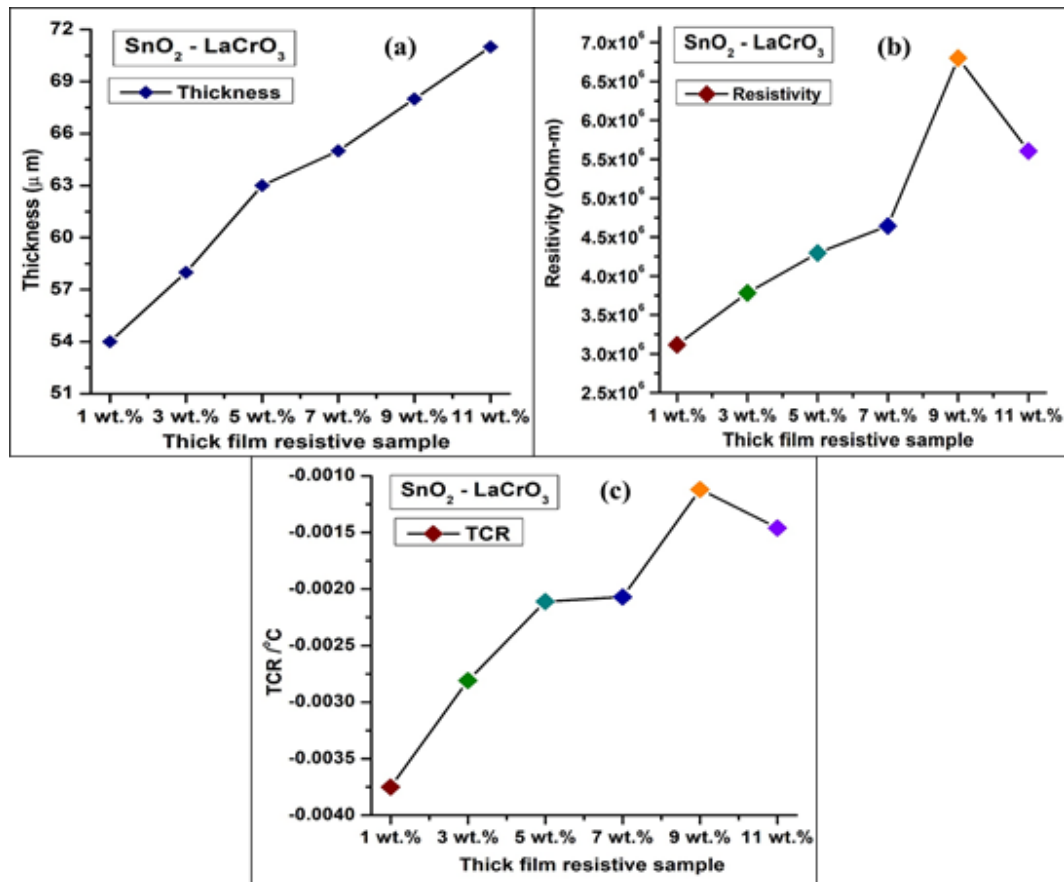 SnO₂ - LaCrO₃
(a)
Thickness
72
69
66
63
60
57
54
51
Thickness (μ m)
1 wt.% 3 wt.% 5 wt.% 7 wt.% 9 wt.% 11 wt.%
Thick film resistive sample
SnO₂ - LaCrO₃
(b)
Resistivity
7.0x10⁶
6.5x10⁶
6.0x10⁶
5.5x10⁶
5.0x10⁶
4.5x10⁶
4.0x10⁶
3.5x10⁶
3.0x10⁶
2.5x10⁶
Resitivity (Ohm-m)
1 wt.% 3 wt.% 5 wt.% 7 wt.% 9 wt.% 11 wt.%
Thick film resistive sample
SnO₂ - LaCrO₃
(c)
TCR
-0.0010
-0.0015
-0.0020
-0.0025
-0.0030
-0.0035
-0.0040
TCR /°C
1 wt.% 3 wt.% 5 wt.% 7 wt.% 9 wt.% 11 wt.%
Thick film resistive sample